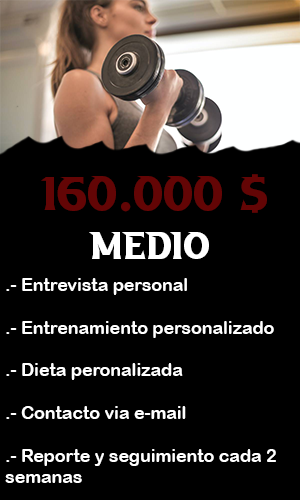 160.000 $
MEDIO
.- Entrevista personal
.- Entrenamiento personalizado
.- Dieta peronalizada
.- Contacto via e-mail
.- Reporte y seguimiento cada 2
semanas